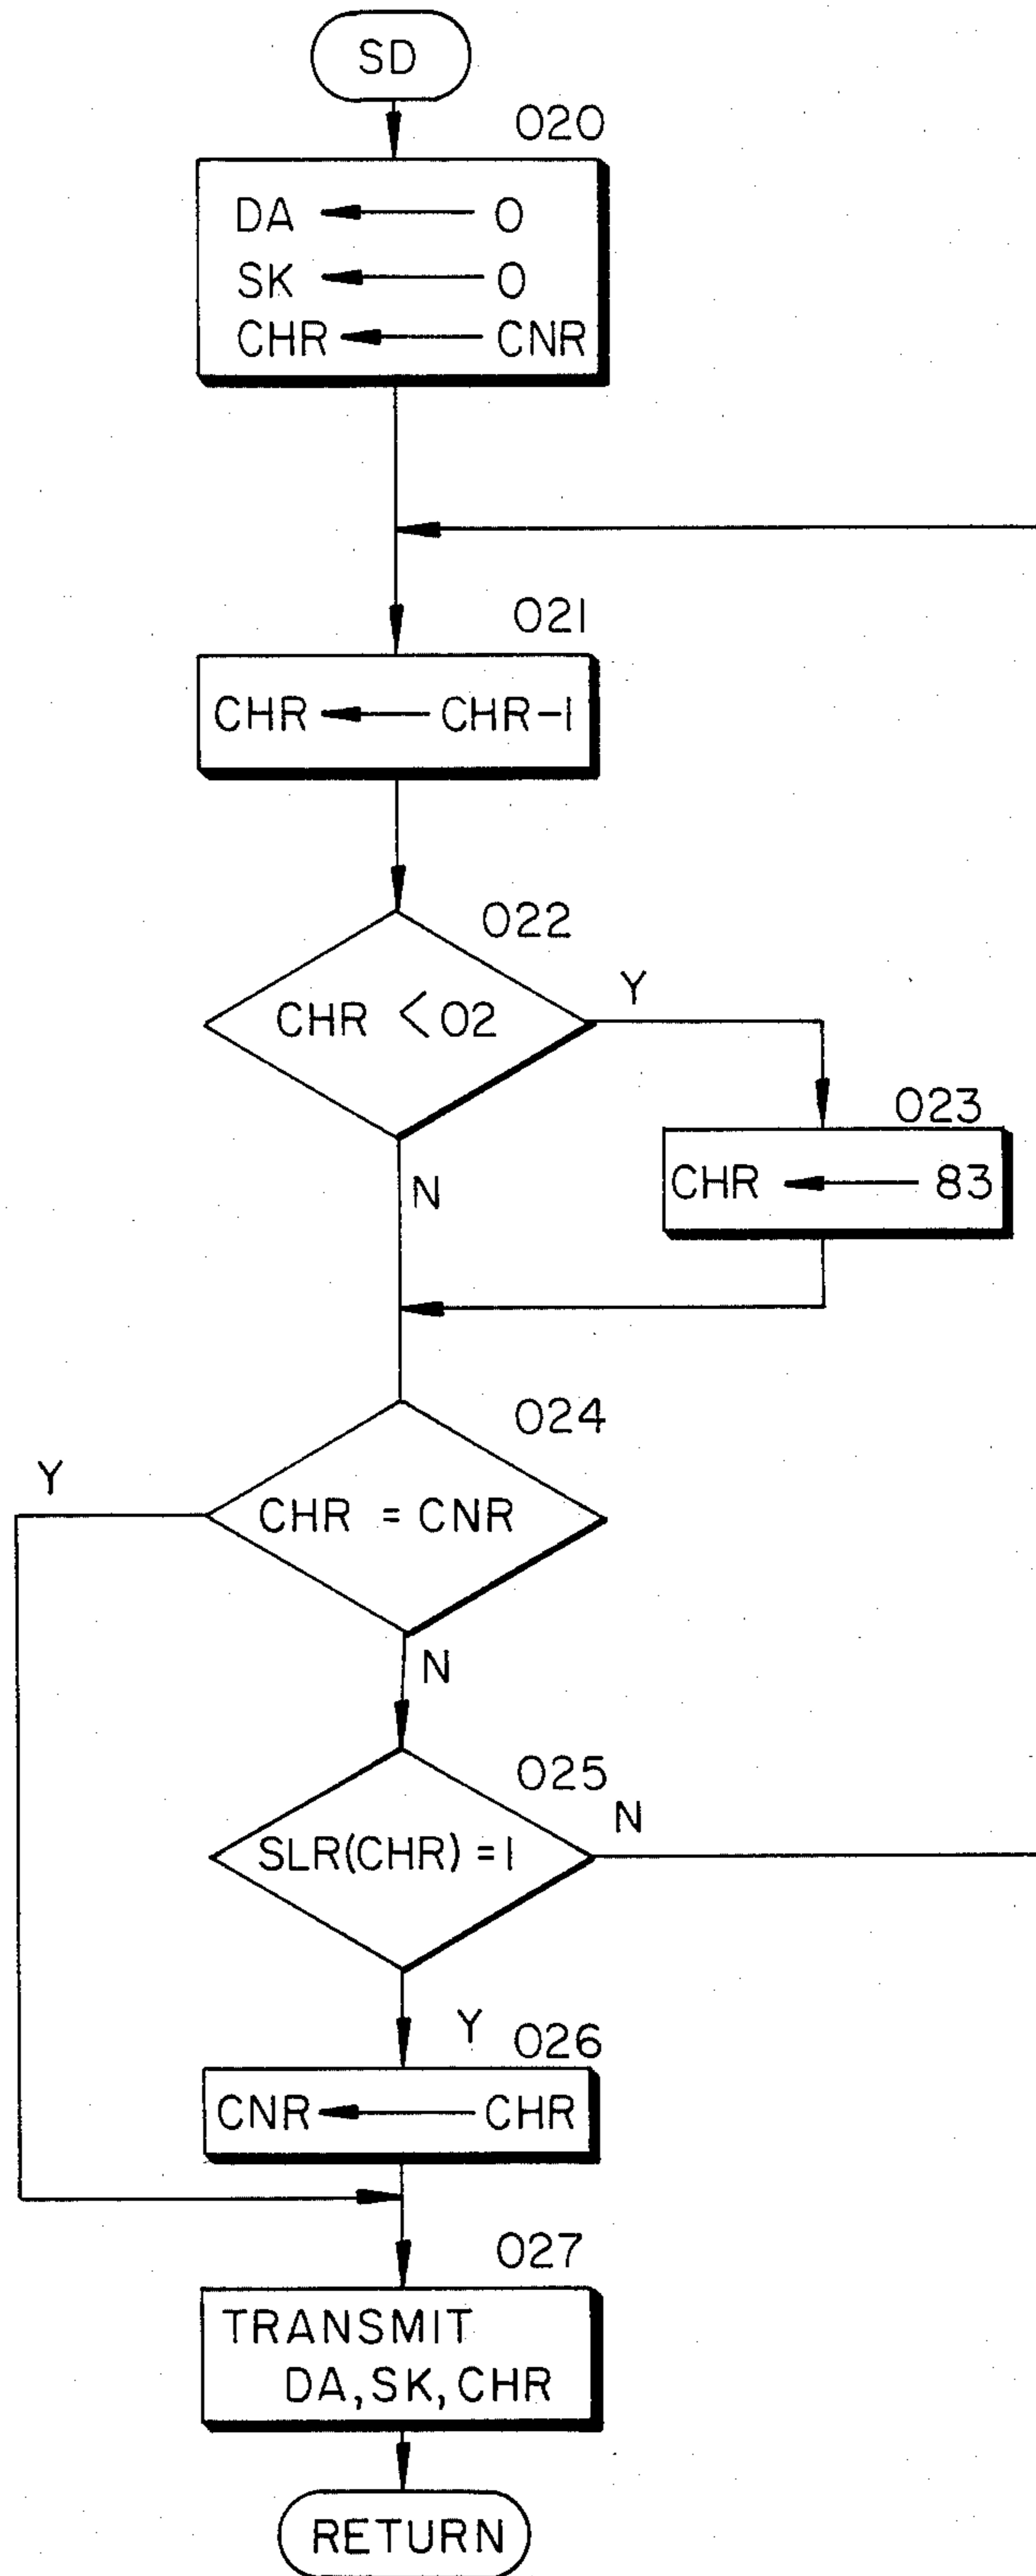 SD
020
DA ← 0
SK ← 0
CHR ← CNR
021
CHR ← CHR-1
022
CHR < 02
Y
023
CHR ← 83
N
024
Y
CHR = CNR
N
025
SLR(CHR) = 1
N
Y
026
CNR ← CHR
027
TRANSMIT
DA, SK, CHR
RETURN